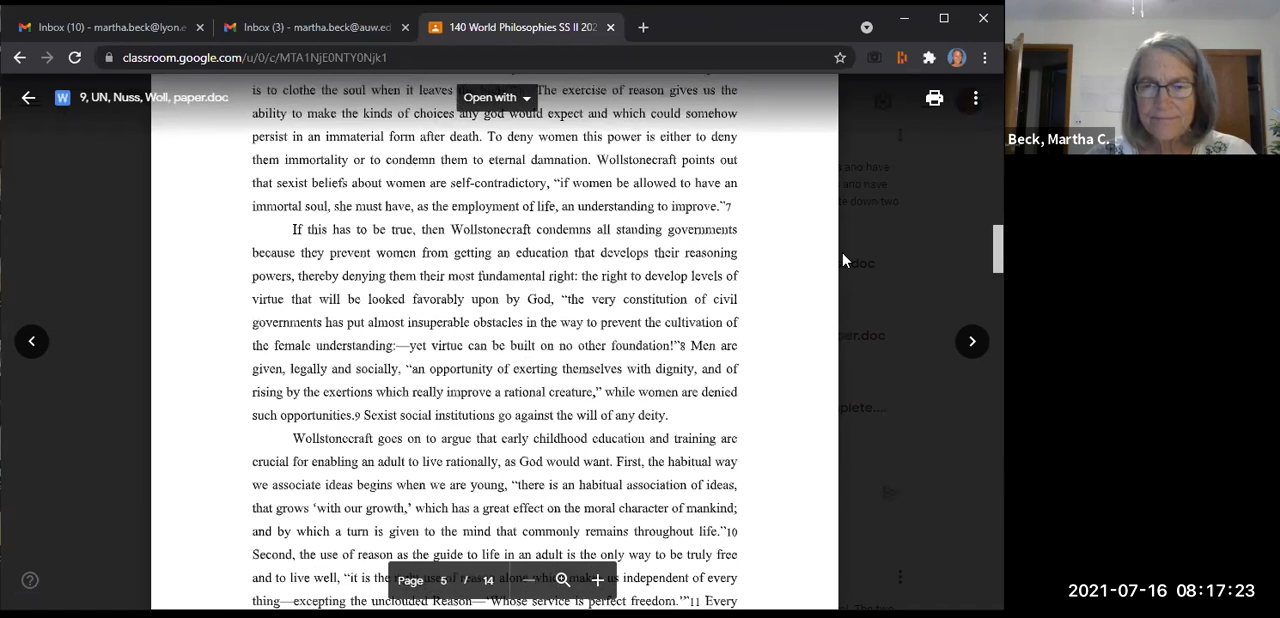 Inbox (10) - martha.beck@lyon.e
Inbox (3) - martha.beck@auw.ed
140 World Philosophies SS II 202
classroom.google.com/u/0/c/MTA1NjE0NTY0Njk1
9, UN, Nuss, Woll, paper.doc
Open with
is to clothe the soul when it leaves The exercise of reason gives us the
ability to make the kinds of choices any god would expect and which could somehow
persist in an immaterial form after death. To deny women this power is either to deny
them immortality or to condemn them to eternal damnation. Wollstonecraft points out
that sexist beliefs about women are self-contradictory, “if women be allowed to have an
immortal soul, she must have, as the employment of life, an understanding to improve.”7
If this has to be true, then Wollstonecraft condemns all standing governments
because they prevent women from getting an education that develops their reasoning
powers, thereby denying them their most fundamental right: the right to develop levels of
virtue that will be looked favorably upon by God, “the very constitution of civil
governments has put almost insuperable obstacles in the way to prevent the cultivation of
the female understanding:—yet virtue can be built on no other foundation!”8 Men are
given, legally and socially, “an opportunity of exerting themselves with dignity, and of
rising by the exertions which really improve a rational creature,” while women are denied
such opportunities.9 Sexist social institutions go against the will of any deity.
Wollstonecraft goes on to argue that early childhood education and training are
crucial for enabling an adult to live rationally, as God would want. First, the habitual way
we associate ideas begins when we are young, “there is an habitual association of ideas,
that grows ‘with our growth,’ which has a great effect on the moral character of mankind;
and by which a turn is given to the mind that commonly remains throughout life.”10
Second, the use of reason as the guide to life in an adult is the only way to be truly free
and to live well, “it is the us independent of every
thing—excepting the unclouded Reason—‘Whose service is perfect freedom.’”11 Every
Page 5 / 14
s and have
and have
te down-two
doc
per.doc
plete...
The two
Beck, Martha C.
2021-07-16 08:17:23